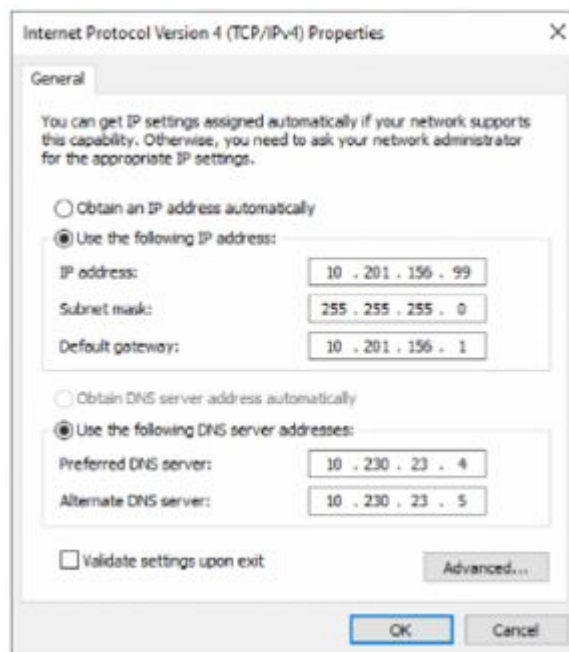 Internet Protocol Version 4 (TCP/IPv4) Properties
General
You can get IP settings assigned automatically if your network supports
this capability. Otherwise, you need to ask your network administrator
for the appropriate IP settings.
Obtain an IP address automatically
Use the following IP address:
IP address: 10 . 201 . 156 . 99
Subnet mask: 255 . 255 . 255 . 0
Default gateway: 10 . 201 . 156 . 1
Obtain DNS server address automatically
Use the following DNS server addresses:
Preferred DNS server: 10 . 230 . 23 . 4
Alternate DNS server: 10 . 230 . 23 . 5
Validate settings upon exit
Advanced...
OK Cancel